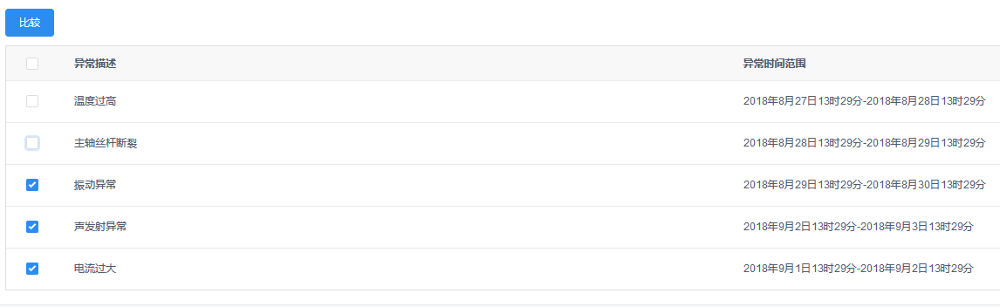 比较
异常描述 异常时间范围
温度过高 2018年8月27日13时29分-2018年8月28日13时29分
主轴丝杆断裂 2018年8月28日13时29分-2018年8月29日13时29分
振动异常 2018年8月29日13时29分-2018年8月30日13时29分
声发射异常 2018年9月2日13时29分-2018年9月3日13时29分
电流过大 2018年9月1日13时29分-2018年9月2日13时29分